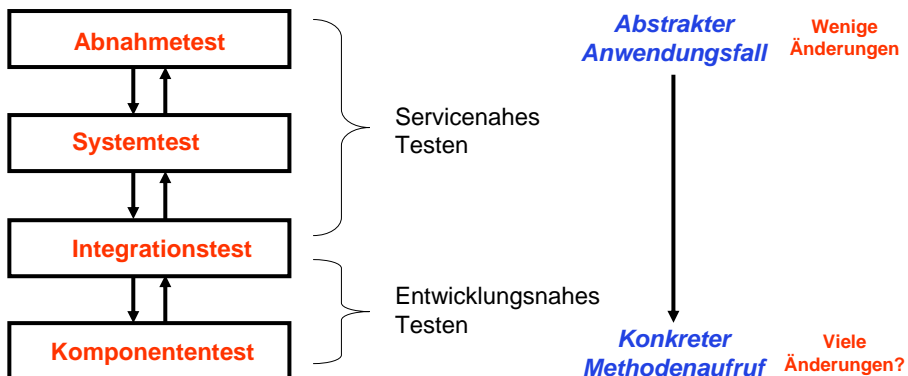 Abnahmetest
Systemtest
Integrationstest
Komponententest
Servicenahes
Testen
Entwicklungsnahes
Testen
Abstrakter
Anwendungsfall
Wenige
Änderungen
Konkreter
Methodenaufruf
Viele
Änderungen?